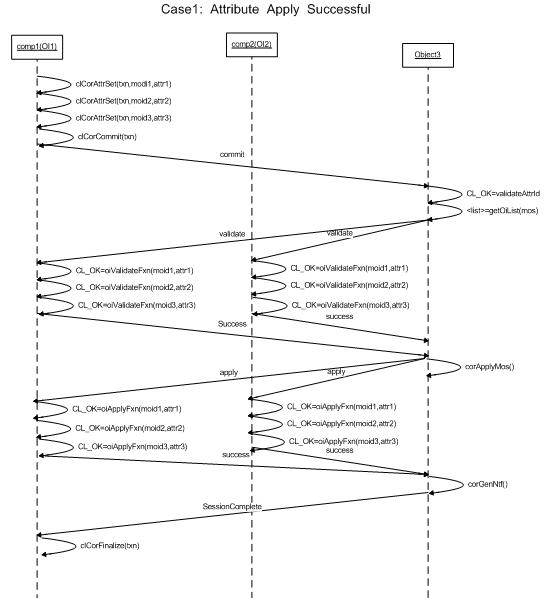 Case1: Attribute Apply Successful
comp1(OI1)
comp2(OI2)
Object3
clCorAttrSet(txn,modi1,attr1)
clCorAttrSet(txn,moid2,attr2)
clCorAttrSet(txn,moid3,attr3)
clCorCommit(txn)
commit
CL_OK=validateAttrId
<list>=getOiList(mos)
validate
validate
CL_OK=oiValidateFxn(moid1,attr1)
CL_OK=oiValidateFxn(moid1,attr1)
CL_OK=oiValidateFxn(moid2,attr2)
CL_OK=oiValidateFxn(moid2,attr2)
CL_OK=oiValidateFxn(moid3,attr3)
CL_OK=oiValidateFxn(moid3,attr3)
success
Success
corApplyMos()
apply
apply
CL_OK=oiApplyFxn(moid1,attr1)
CL_OK=oiApplyFxn(moid1,attr1)
CL_OK=oiApplyFxn(moid2,attr2)
CL_OK=oiApplyFxn(moid2,attr2)
CL_OK=oiApplyFxn(moid3,attr3)
CL_OK=oiApplyFxn(moid3,attr3)
success
success
corGenNtf()
SessionComplete
clCorFinalize(txn)